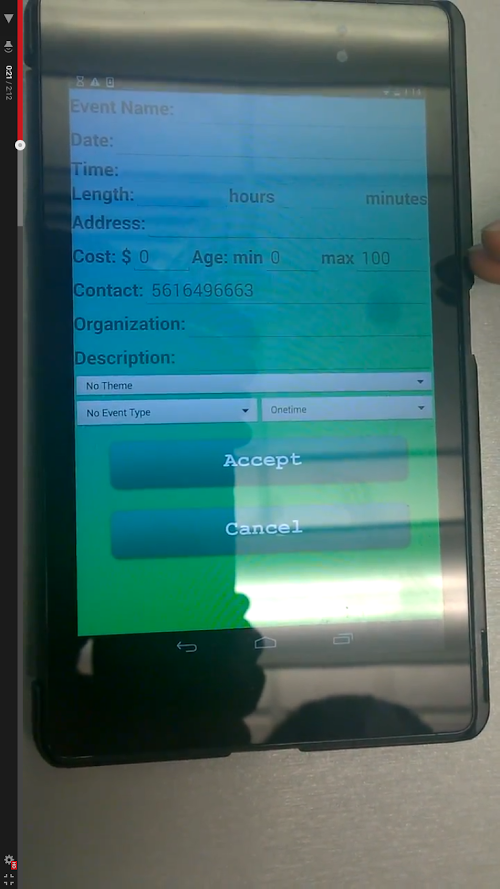 Event Name:
Date:
Time:
Length: hours minutes
Address:
Cost: $ 0 Age: min 0 max 100
Contact: 5616496663
Organization:
Description:
No Theme
No Event Type Onetime
Accept
Cancel
0:21 / 2:12